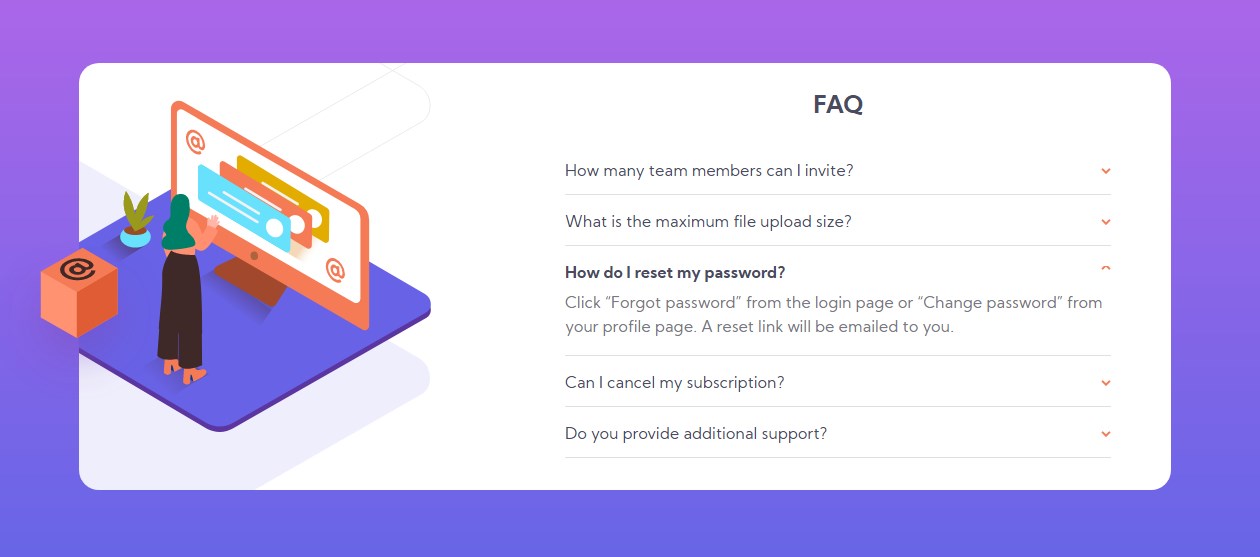 @
@
@
FAQ
How many team members can I invite?
What is the maximum file upload size?
How do I reset my password?
Click “Forgot password” from the login page or “Change password” from
your profile page. A reset link will be emailed to you.
Can I cancel my subscription?
Do you provide additional support?